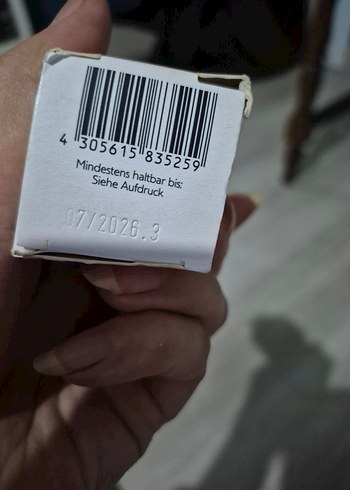 4 305615 835259
Mindestens haltbar bis:
Siehe Aufdruck
07/2026.3